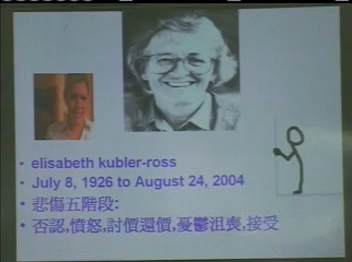 elisabeth kubler-ross
July 8, 1926 to August 24, 2004
悲傷五階段:
否認,憤怒,討價還價,憂鬱沮喪,接受